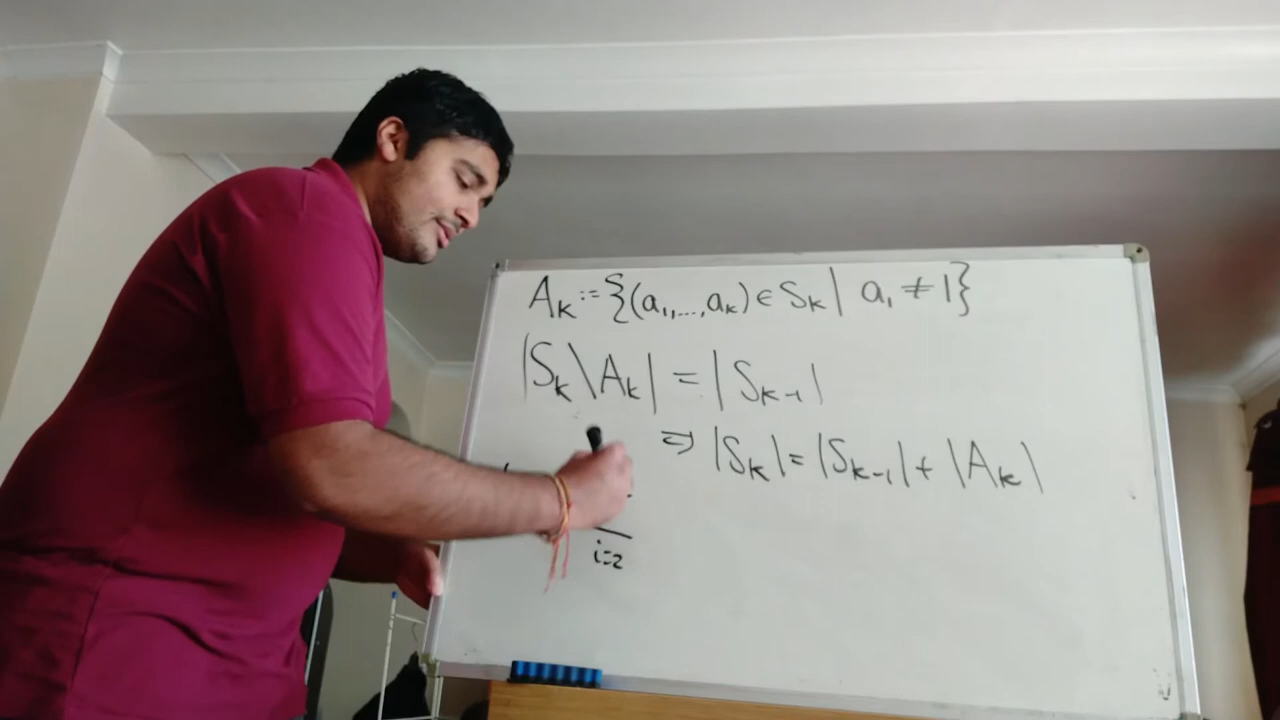 A_k := {(a_1,...,a_k) ∈ S_k | a_1 ≠ 1}
|S_k \ A_k| = |S_{k-1}|
⇒ |S_k| = |S_{k-1}| + |A_k|
i=2